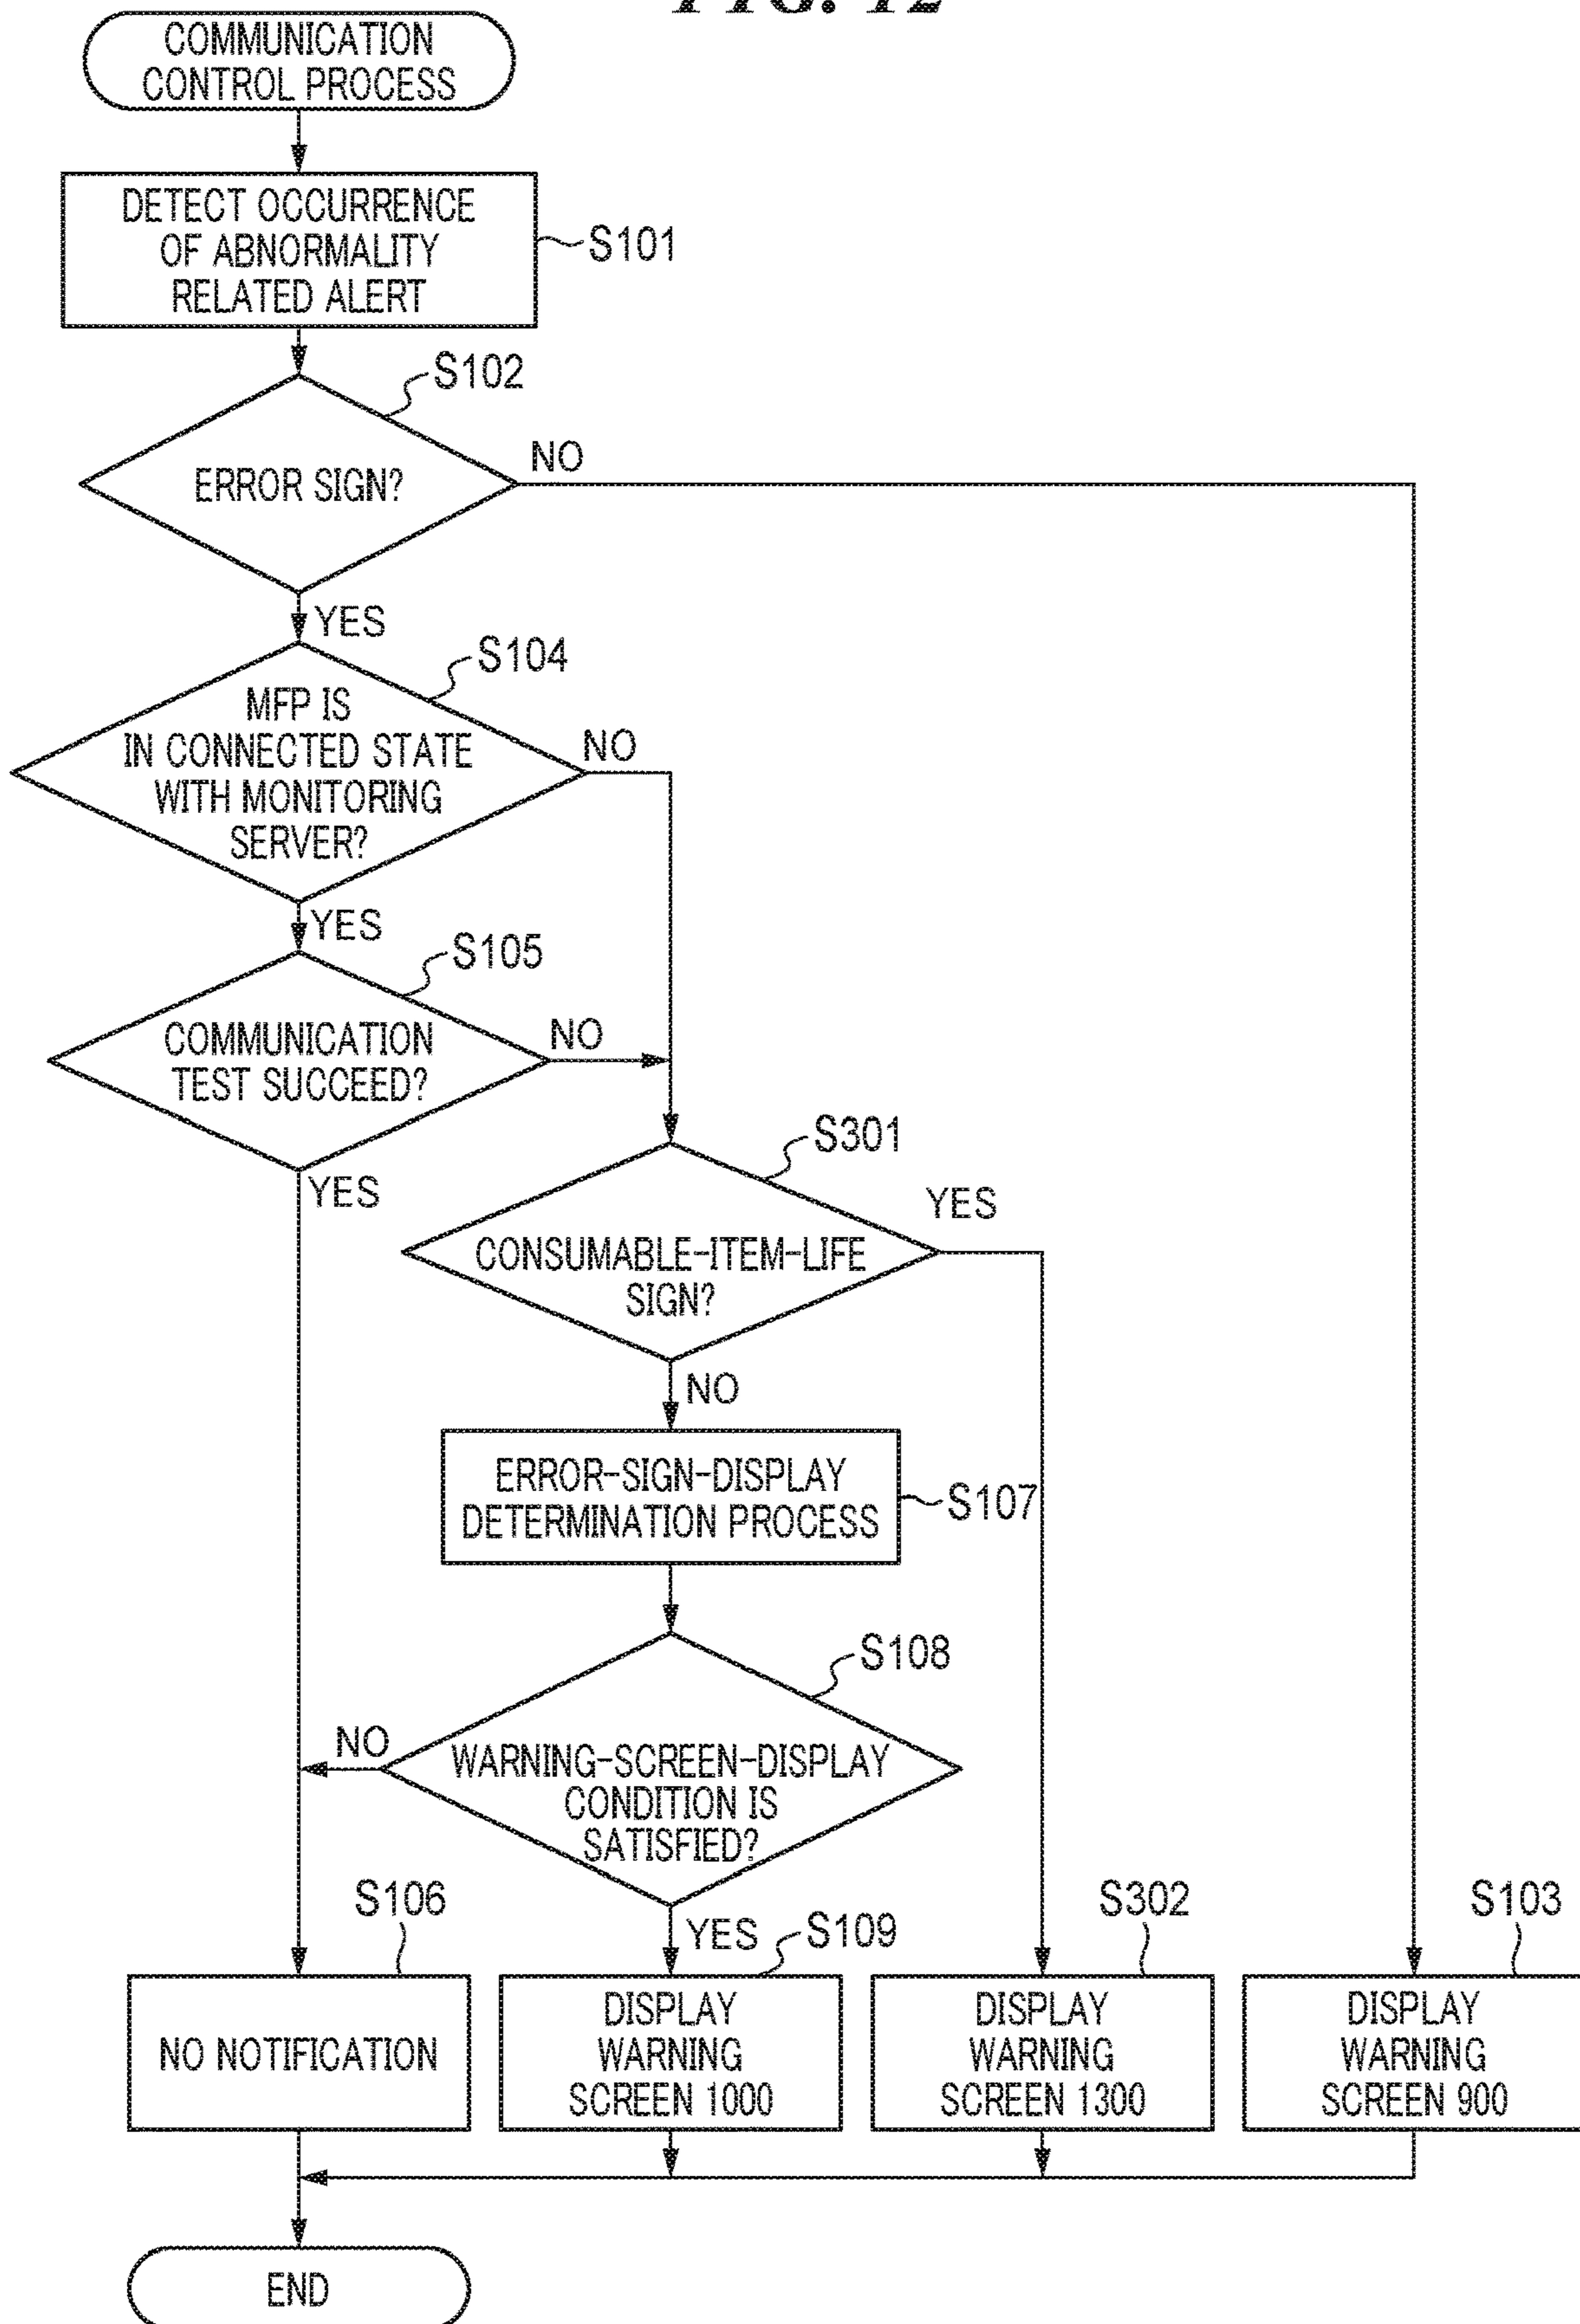 FIG. 12
COMMUNICATION
CONTROL PROCESS
DETECT OCCURRENCE
OF ABNORMALITY
RELATED ALERT
S101
S102
ERROR SIGN?
NO
YES
S104
MFP IS
IN CONNECTED STATE
WITH MONITORING
SERVER?
NO
YES
S105
COMMUNICATION
TEST SUCCEED?
NO
YES
S301
CONSUMABLE-ITEM-LIFE
SIGN?
YES
NO
ERROR-SIGN-DISPLAY
DETERMINATION PROCESS
S107
S108
WARNING-SCREEN-DISPLAY
CONDITION IS
SATISFIED?
NO
YES
S106
NO NOTIFICATION
S109
DISPLAY
WARNING
SCREEN 1000
S302
DISPLAY
WARNING
SCREEN 1300
S103
DISPLAY
WARNING
SCREEN 900
END